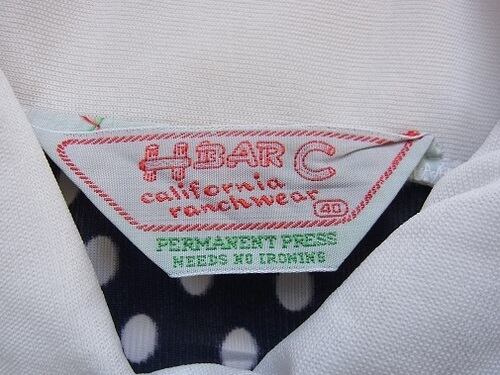 H BAR C
california
ranchwear
40
PERMANENT PRESS
NEEDS NO IRONING